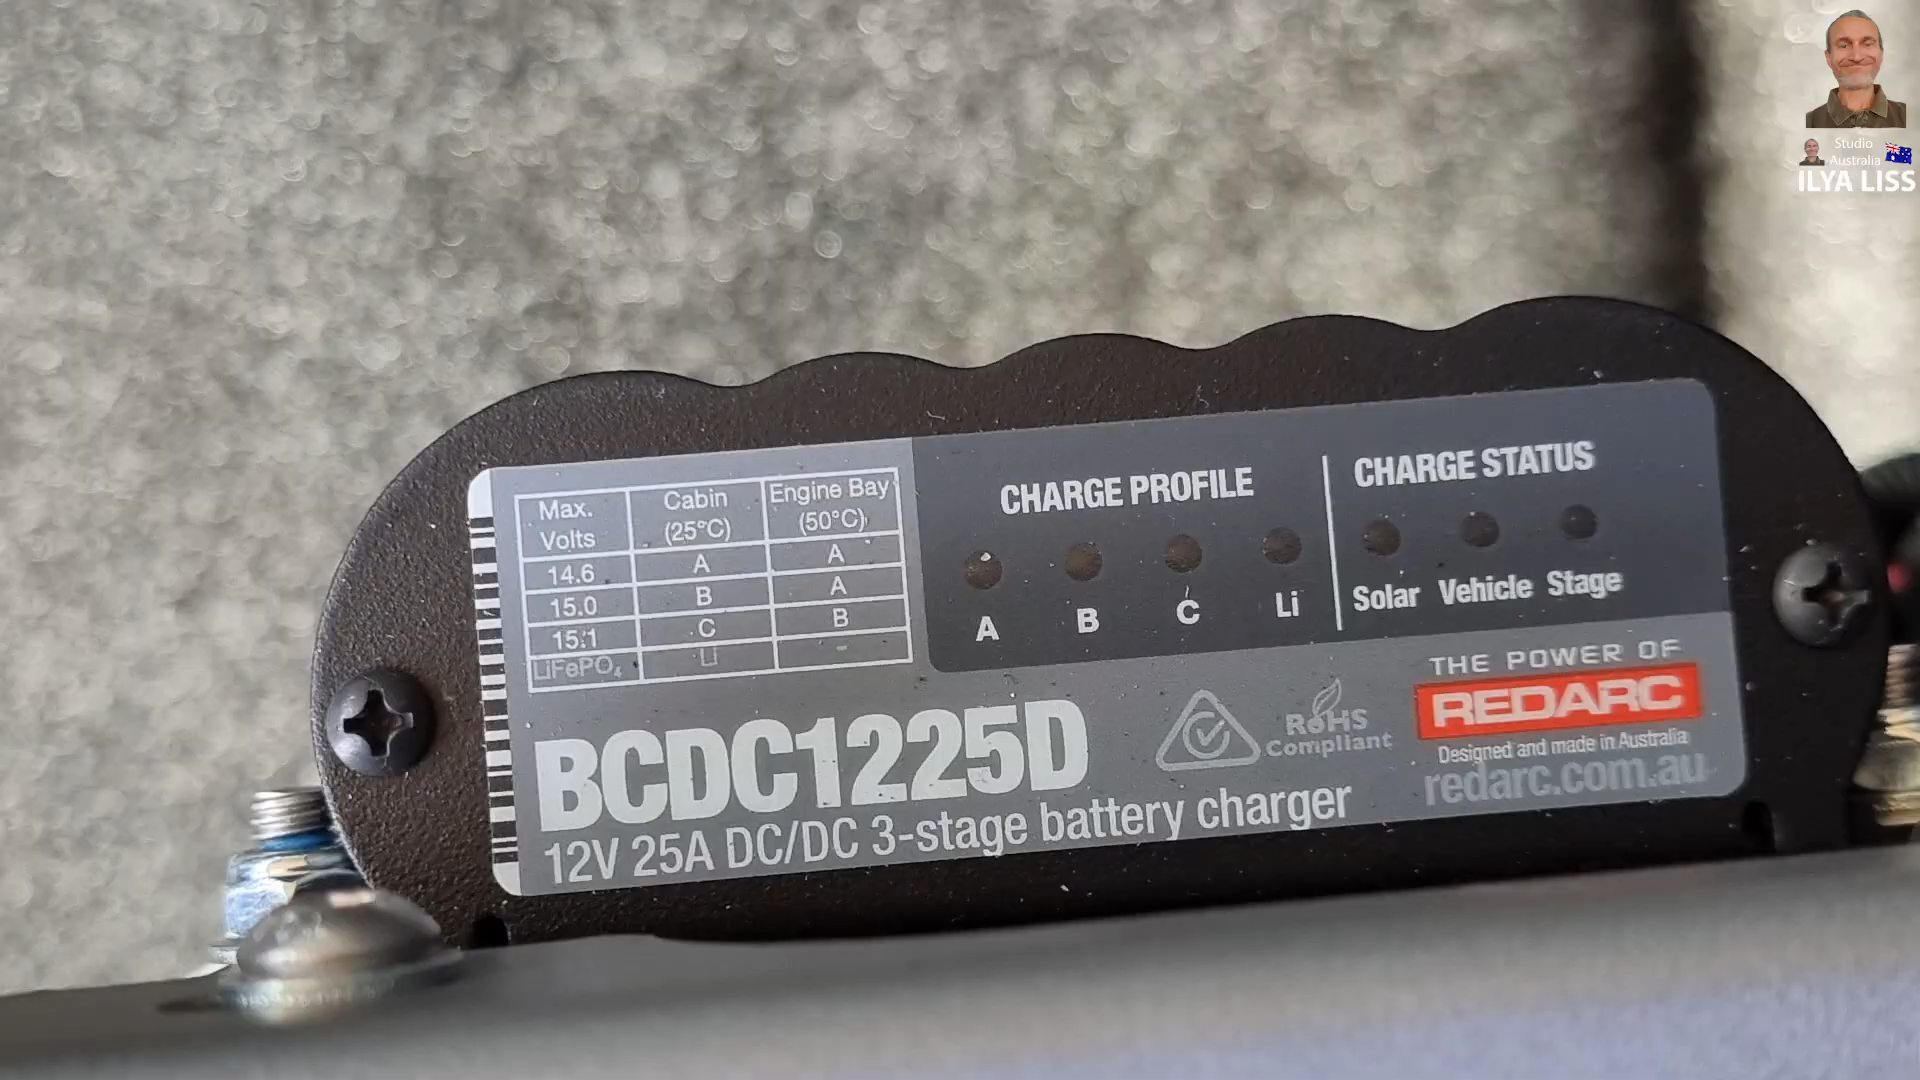 Studio
Australia
ILYA LISS
Max. Volts Cabin (25°C) Engine Bay (50°C)
14.6 A A
15.0 B A
15.1 C B
LiFePO₄ Li -
CHARGE PROFILE
A B C Li
CHARGE STATUS
Solar Vehicle Stage
BCDC1225D
12V 25A DC/DC 3-stage battery charger
RoHS
Compliant
THE POWER OF
REDARC
Designed and made in Australia
redarc.com.au